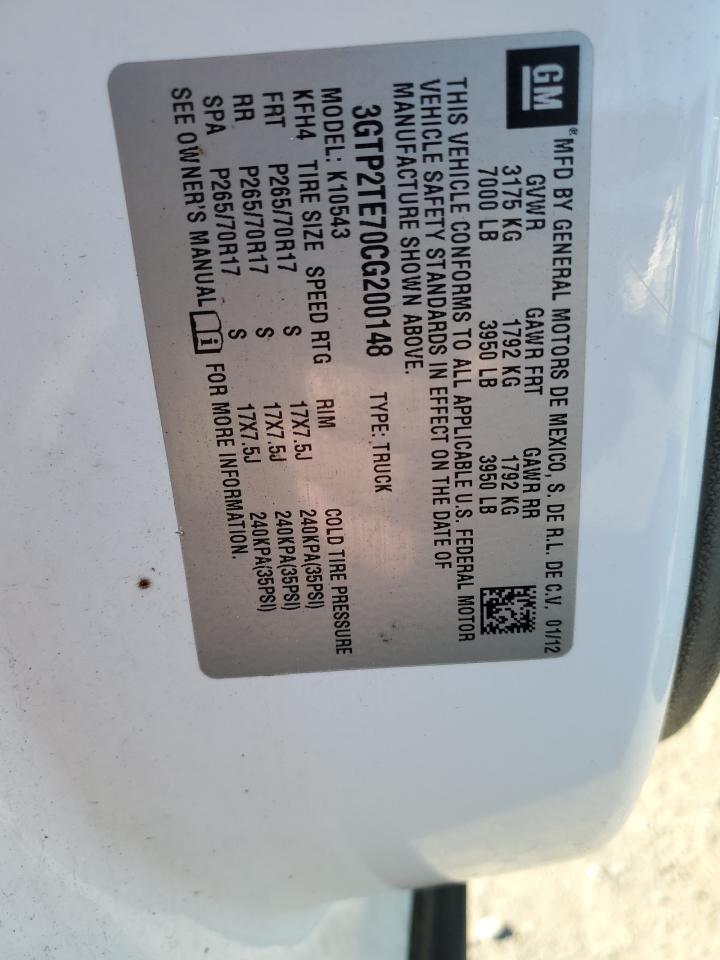 GM
® MFD BY GENERAL MOTORS DE MEXICO, S. DE R.L. DE C.V. 01/12
GVWR GAWR FRT GAWR RR
3175 KG 1792 KG 1792 KG
7000 LB 3950 LB 3950 LB
THIS VEHICLE CONFORMS TO ALL APPLICABLE U.S. FEDERAL MOTOR
VEHICLE SAFETY STANDARDS IN EFFECT ON THE DATE OF
MANUFACTURE SHOWN ABOVE.
3GTP2TE70CG200148 TYPE: TRUCK
MODEL: K10543
KFH4 TIRE SIZE SPEED RTG RIM COLD TIRE PRESSURE
FRT P265/70R17 S 17X7.5J 240KPA(35PSI)
RR P265/70R17 S 17X7.5J 240KPA(35PSI)
SPA P265/70R17 S 17X7.5J 240KPA(35PSI)
SEE OWNER'S MANUAL FOR MORE INFORMATION.